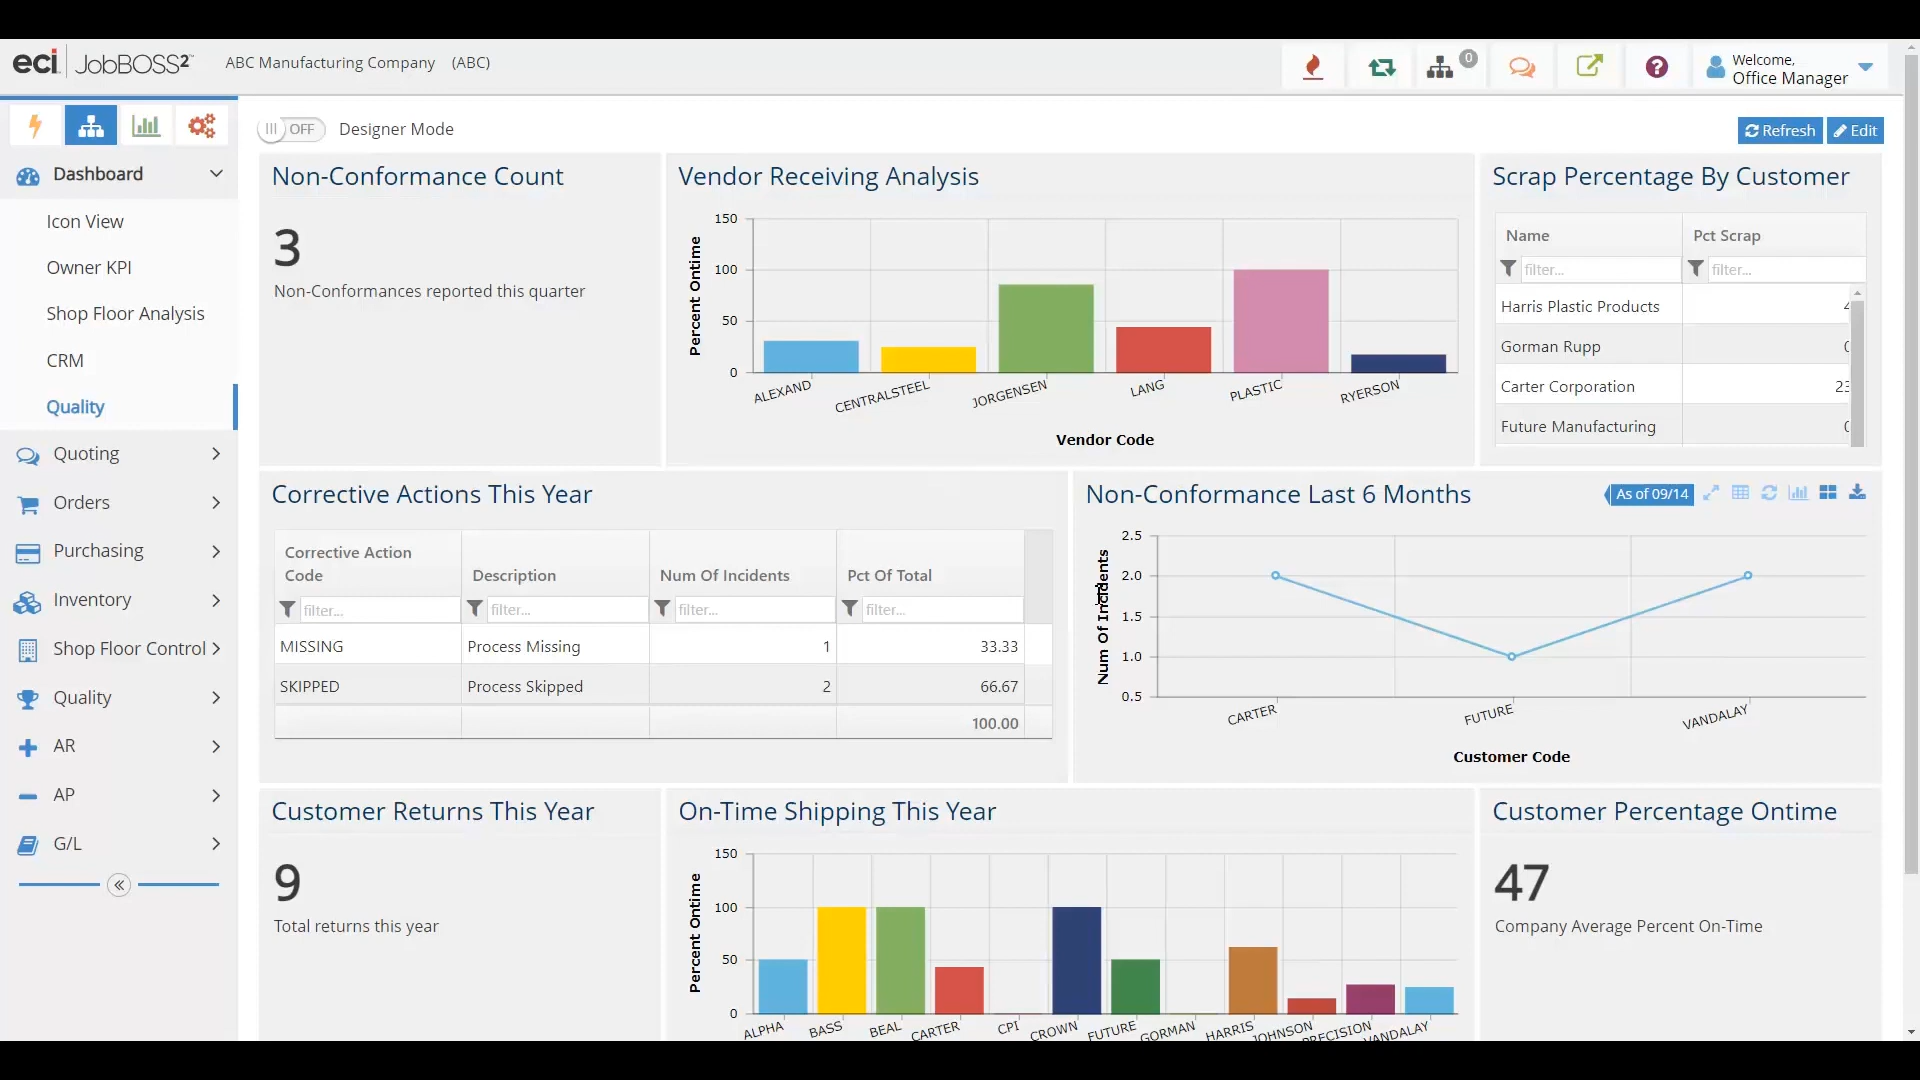 eci JobBOSS²™
ABC Manufacturing Company (ABC)
0
Welcome,
Office Manager
OFF
Designer Mode
Refresh
Edit
Dashboard
Icon View
Owner KPI
Shop Floor Analysis
CRM
Quality
Quoting
Orders
Purchasing
Inventory
Shop Floor Control
Quality
AR
AP
G/L
Non-Conformance Count
3
Non-Conformances reported this quarter
Vendor Receiving Analysis
150
100
50
0
Percent Ontime
ALEXAND
CENTRALSTEEL
JORGENSEN
LANG
PLASTIC
RYERSON
Vendor Code
Scrap Percentage By Customer
Name
Pct Scrap
filter...
filter...
Harris Plastic Products
Gorman Rupp
Carter Corporation 23
Future Manufacturing
Corrective Actions This Year
Corrective Action
Code
Description
Num Of Incidents
Pct Of Total
filter...
filter...
filter...
filter...
MISSING Process Missing 1 33.33
SKIPPED Process Skipped 2 66.67
100.00
Non-Conformance Last 6 Months
As of 09/14
2.5
2.0
1.5
1.0
0.5
Num Of Incidents
CARTER
FUTURE
VANDALAY
Customer Code
Customer Returns This Year
9
Total returns this year
On-Time Shipping This Year
150
100
50
0
Percent Ontime
ALPHA
BASS
BEAL
CARTER
CPI
CROWN
FUTURE
GORMAN
HARRIS
JOHNSON
PRECISION
VANDALAY
Customer Percentage Ontime
47
Company Average Percent On-Time